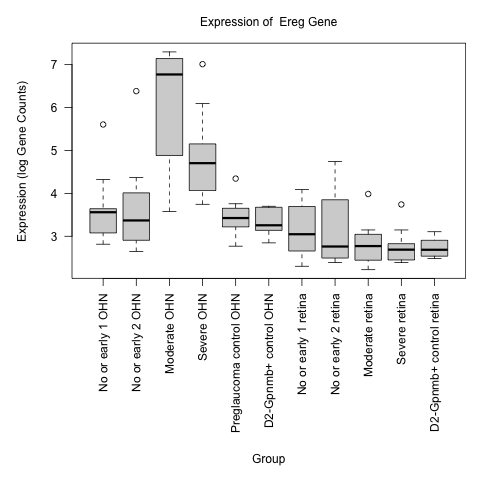 Expression of  Ereg Gene
Expression (log Gene Counts)
7
6
5
4
3
No or early 1 OHN
No or early 2 OHN
Moderate OHN
Severe OHN
Preglaucoma control OHN
D2-Gpnmb+ control OHN
No or early 1 retina
No or early 2 retina
Moderate retina
Severe retina
D2-Gpnmb+ control retina
Group